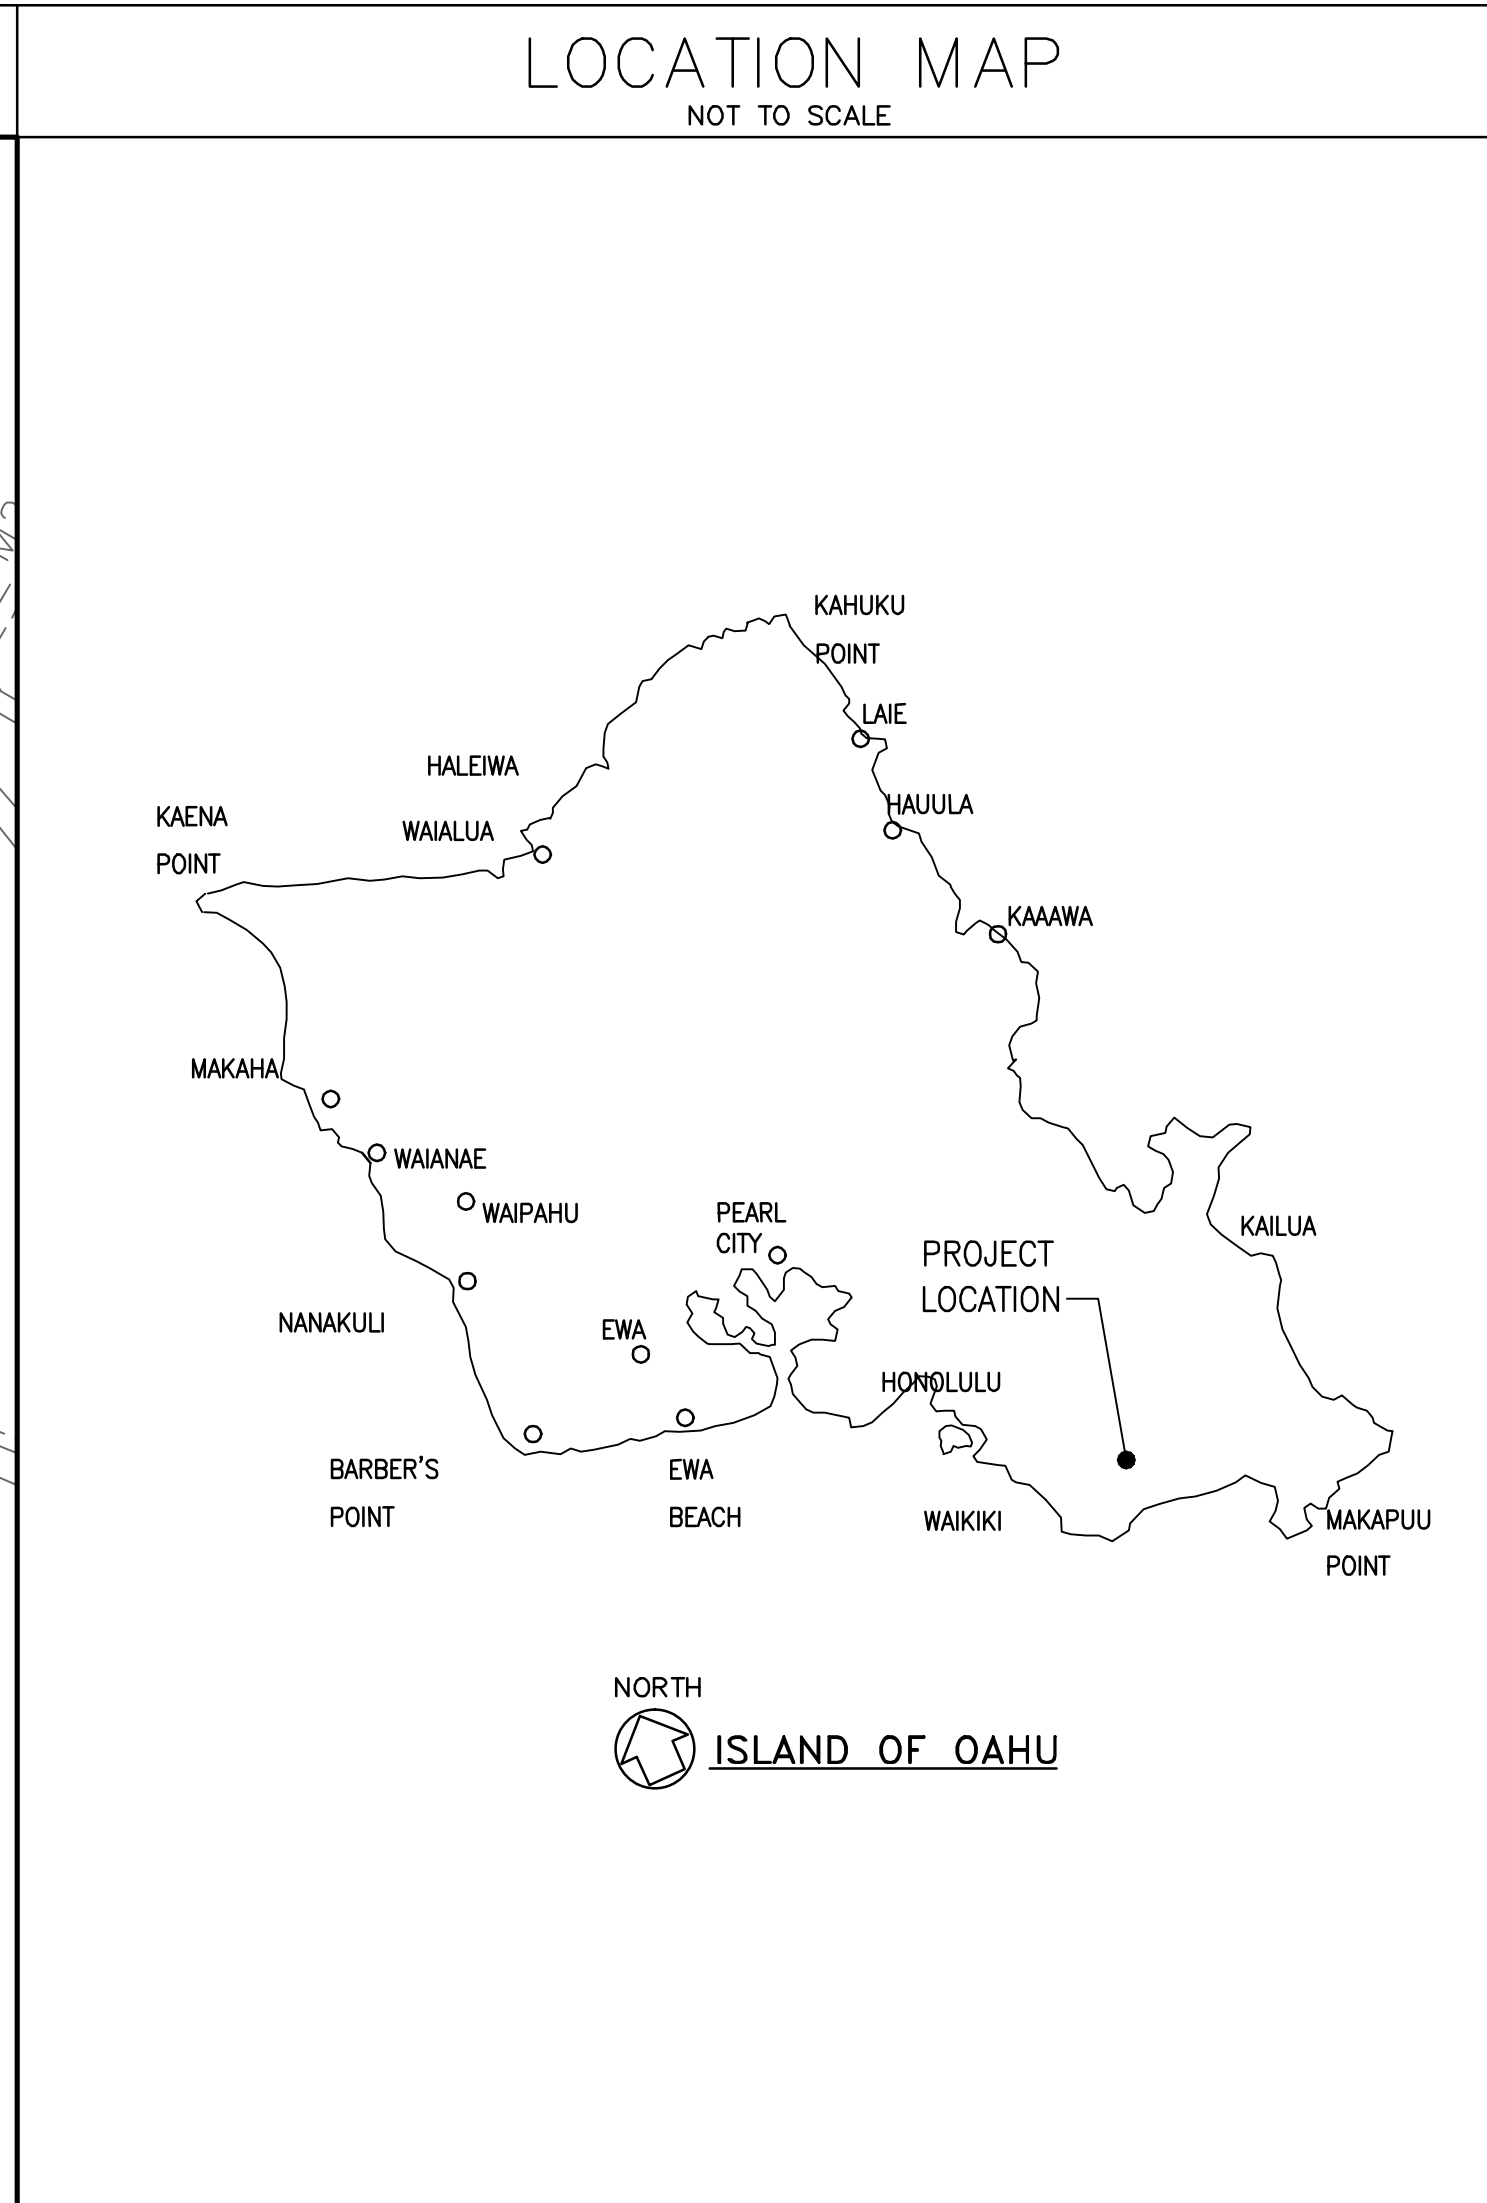 LOCATION MAP
NOT TO SCALE
KAHUKU
POINT
LAIE
HALEIWA
HAUULA
KAENA
POINT
WAIALUA
KAAAWA
MAKAHA
WAIANAE
WAIPAHU
PEARL
CITY
KAILUA
PROJECT
LOCATION
NANAKULI
EWA
HONOLULU
BARBER'S
POINT
EWA
BEACH
WAIKIKI
MAKAPUU
POINT
NORTH
ISLAND OF OAHU